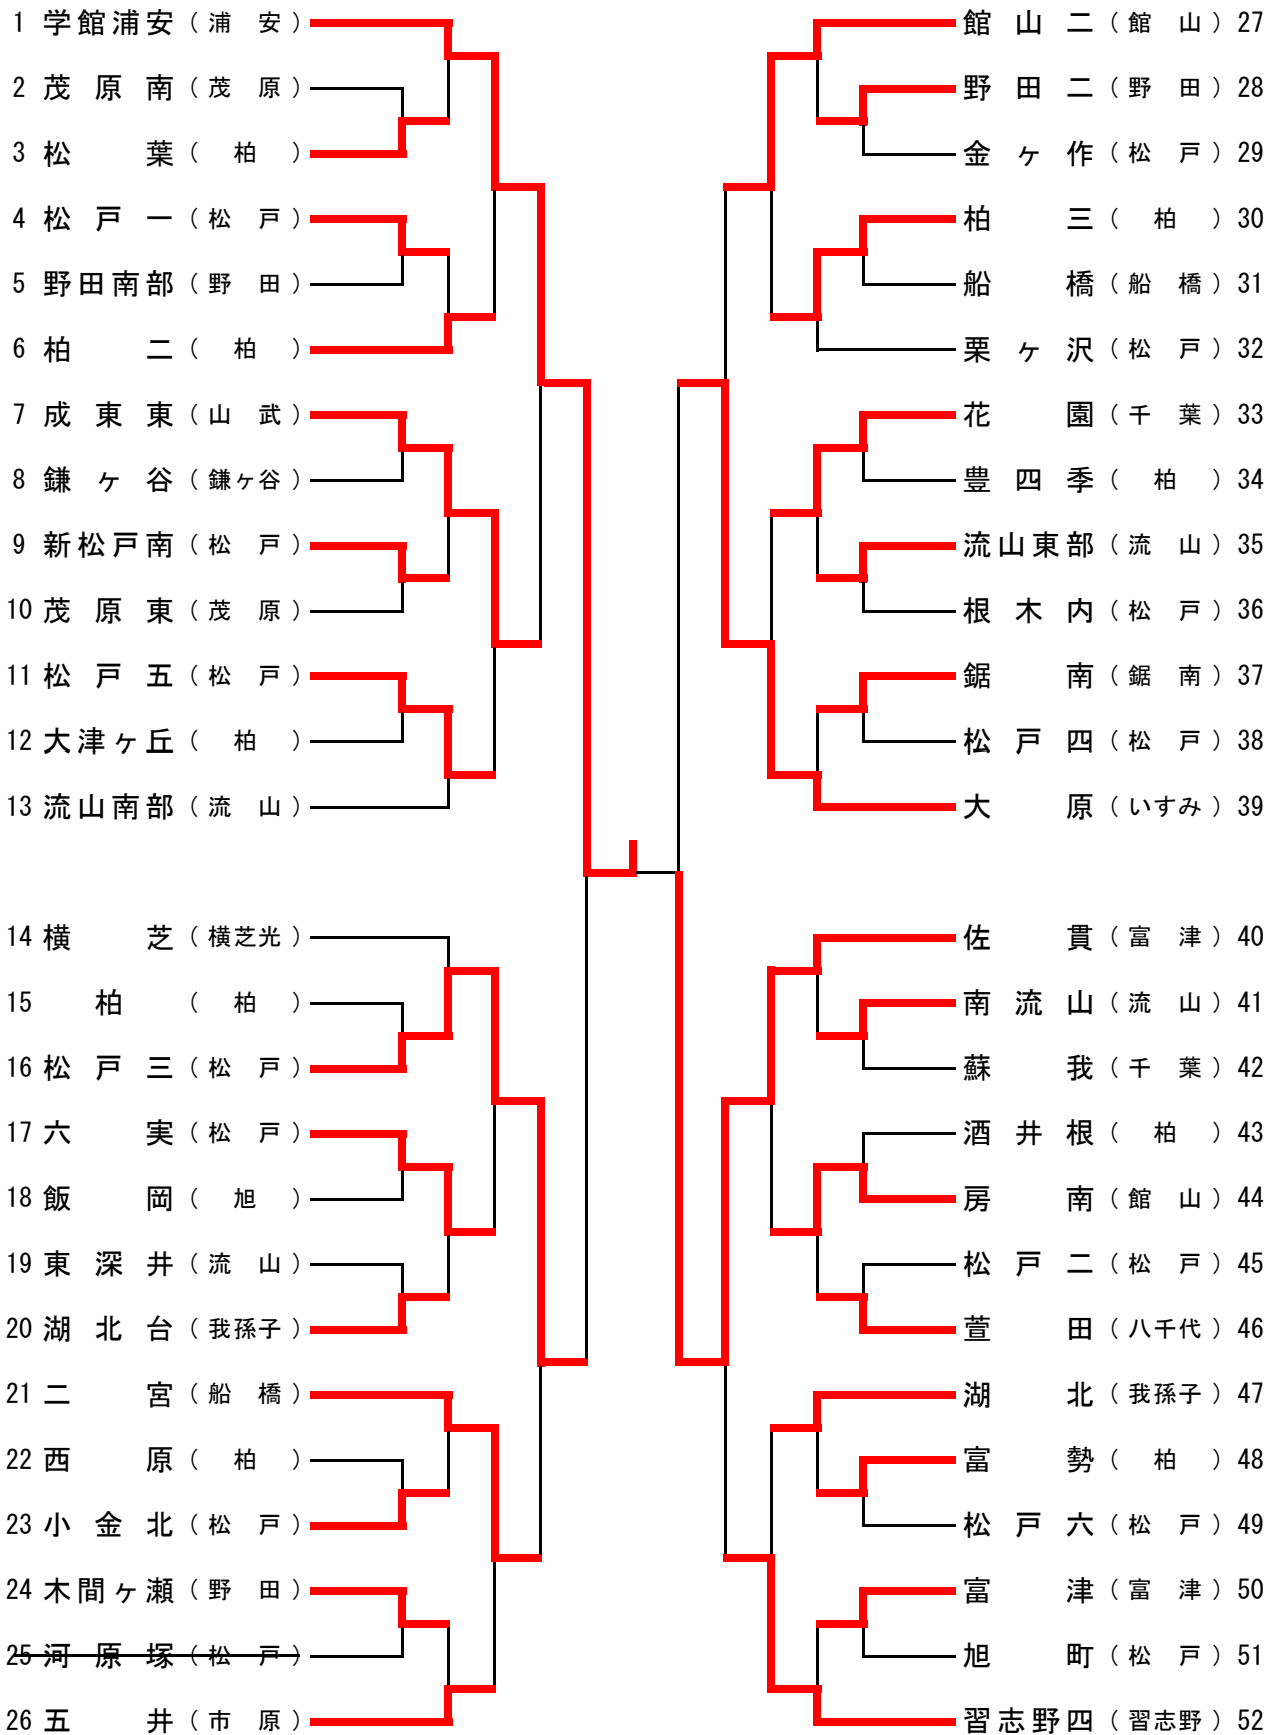 1 学館浦安（浦 安）
2 茂原南（茂 原）
3 松葉（柏）
4 松戸一（松 戸）
5 野田南部（野 田）
6 柏二（柏）
7 成東東（山 武）
8 鎌ヶ谷（鎌ヶ谷）
9 新松戸南（松 戸）
10 茂原東（茂 原）
11 松戸五（松 戸）
12 大津ヶ丘（柏）
13 流山南部（流 山）
14 横芝（横芝光）
15 柏（柏）
16 松戸三（松 戸）
17 六実（松 戸）
18 飯岡（旭）
19 東深井（流 山）
20 湖北台（我孫子）
21 二宮（船 橋）
22 西原（柏）
23 小金北（松 戸）
24 木間ヶ瀬（野 田）
25 河原塚（松 戸）
26 五井（市 原）
館山二（館 山）27
野田二（野 田）28
金ヶ作（松 戸）29
柏三（柏）30
船橋（船 橋）31
栗ヶ沢（松 戸）32
花園（千 葉）33
豊四季（柏）34
流山東部（流 山）35
根木内（松 戸）36
鋸南（鋸 南）37
松戸四（松 戸）38
大原（いすみ）39
佐貫（富 津）40
南流山（流 山）41
蘇我（千 葉）42
酒井根（柏）43
房南（館 山）44
松戸二（松 戸）45
萱田（八千代）46
湖北（我孫子）47
富勢（柏）48
松戸六（松 戸）49
富津（富 津）50
旭町（松 戸）51
習志野四（習志野）52